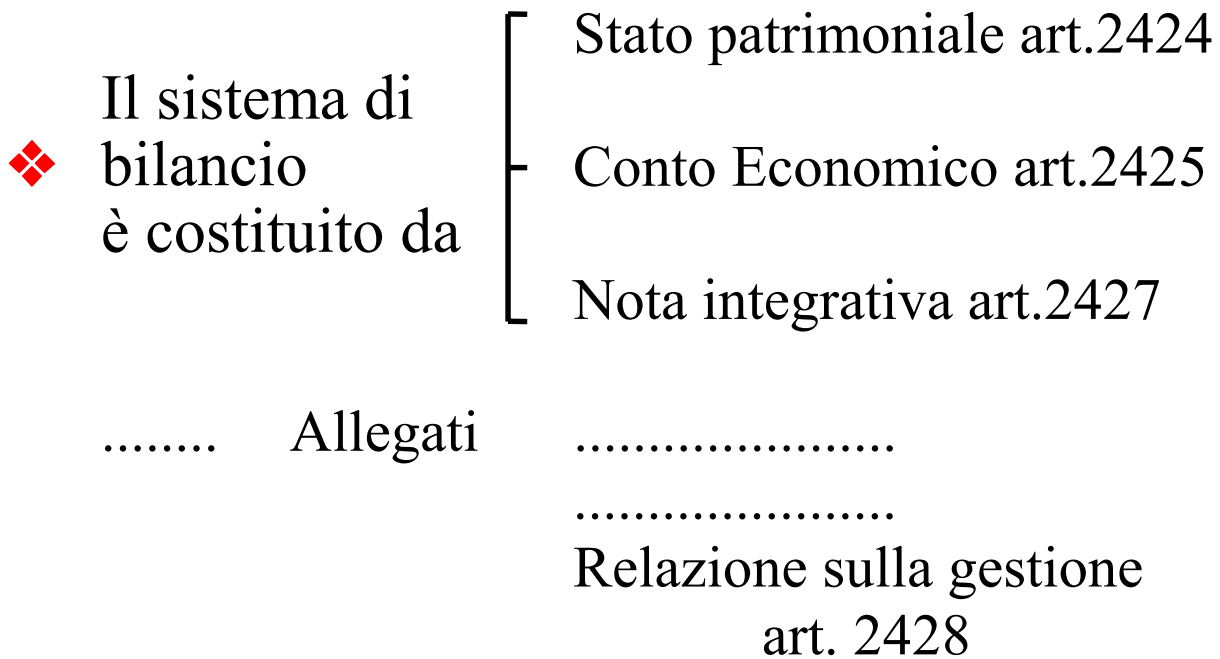 Stato patrimoniale art.2424
Il sistema di
❖ bilancio
è costituito da
Conto Economico art.2425
Nota integrativa art.2427
........ Allegati ......................
......................
Relazione sulla gestione
art. 2428